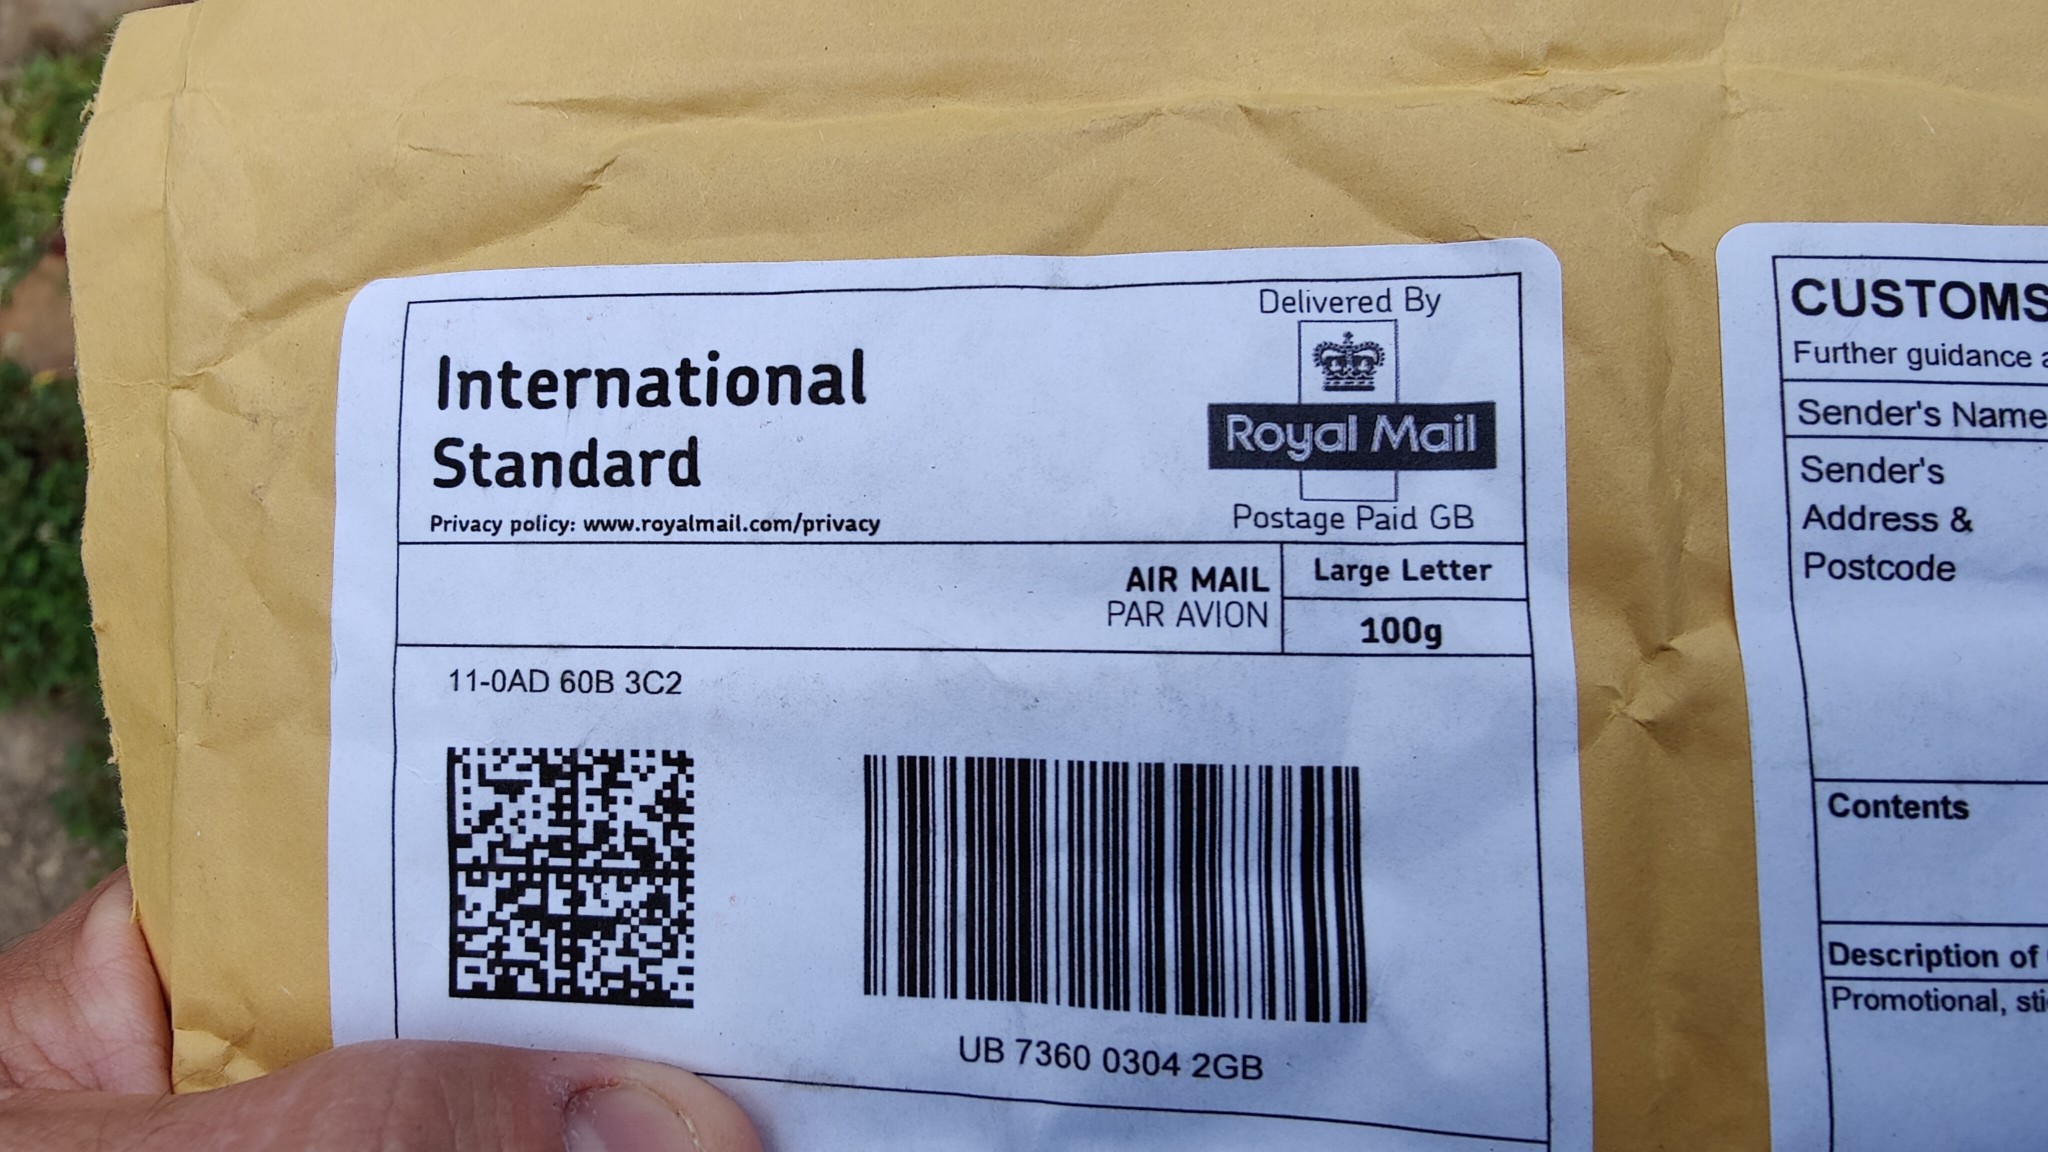 International
Standard
Privacy policy: www.royalmail.com/privacy
Delivered By
Royal Mail
Postage Paid GB
AIR MAIL
PAR AVION
Large Letter
100g
11-0AD 60B 3C2
UB 7360 0304 2GB
CUSTOMS
Further guidance
Sender's Name
Sender's
Address &
Postcode
Contents
Description of
Promotional,